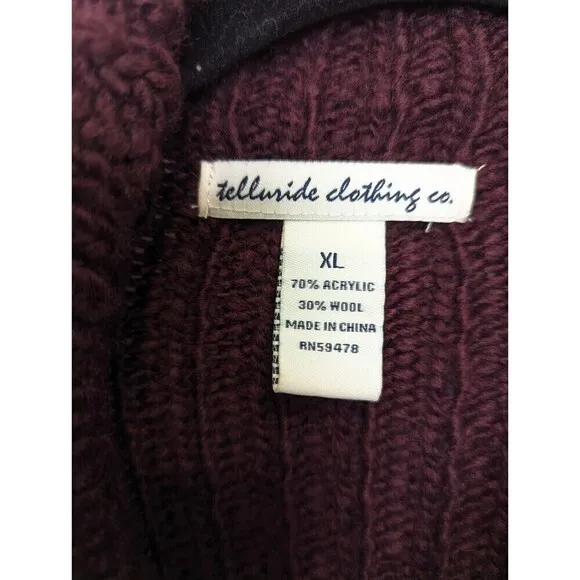 telluride clothing co.
XL
70% ACRYLIC
30% WOOL
MADE IN CHINA
RN59478